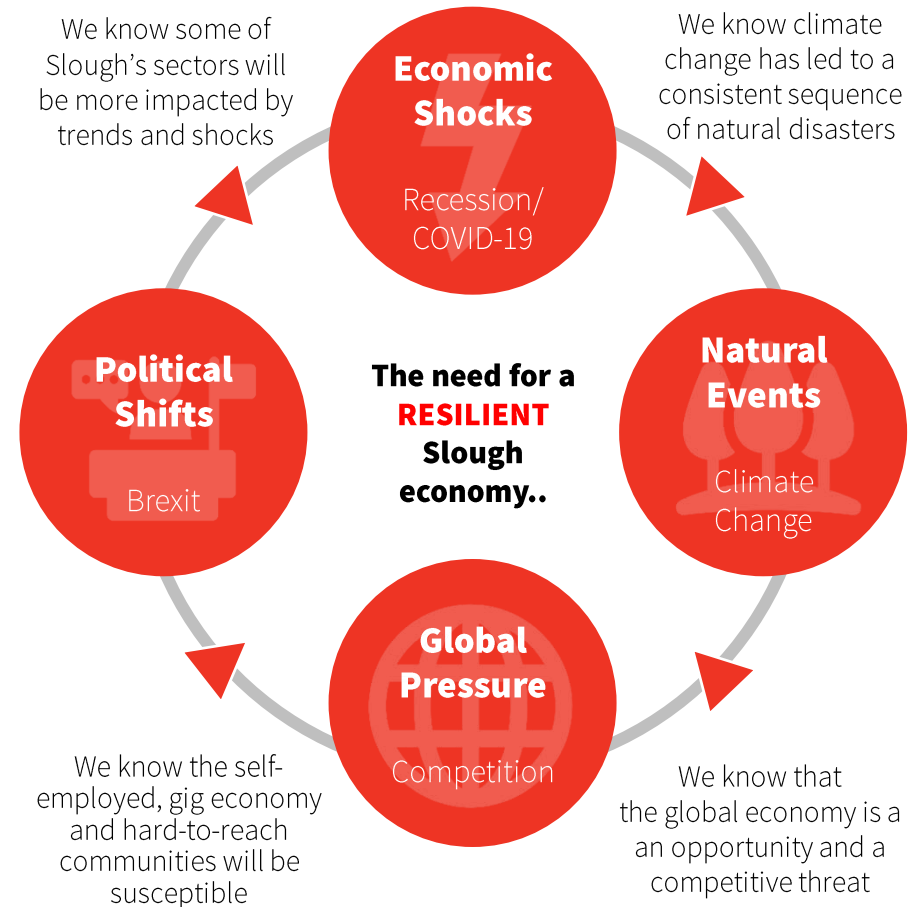 We know some of
Slough's sectors will
be more impacted by
trends and shocks
Economic
Shocks
Recession/
COVID-19
We know climate
change has led to a
consistent sequence
of natural disasters
Political
Shifts
Brexit
The need for a
RESILIENT
Slough
economy..
Natural
Events
Climate
Change
Global
Pressure
Competition
We know the self-
employed, gig economy
and hard-to-reach
communities will be
susceptible
We know that
the global economy is a
an opportunity and a
competitive threat